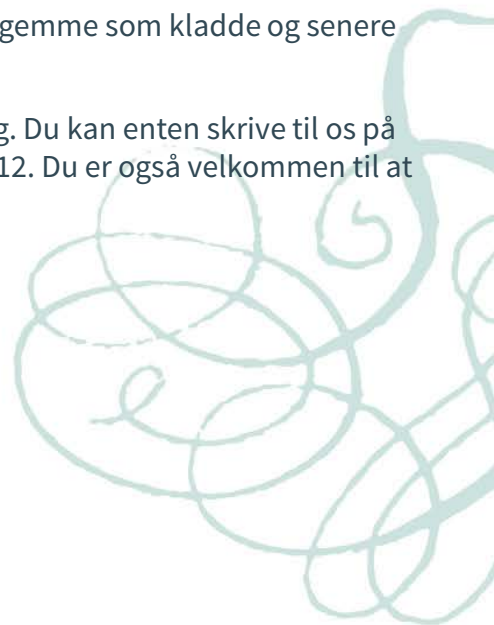 gemme som kladde og senere
g. Du kan enten skrive til os på
12. Du er også velkommen til at